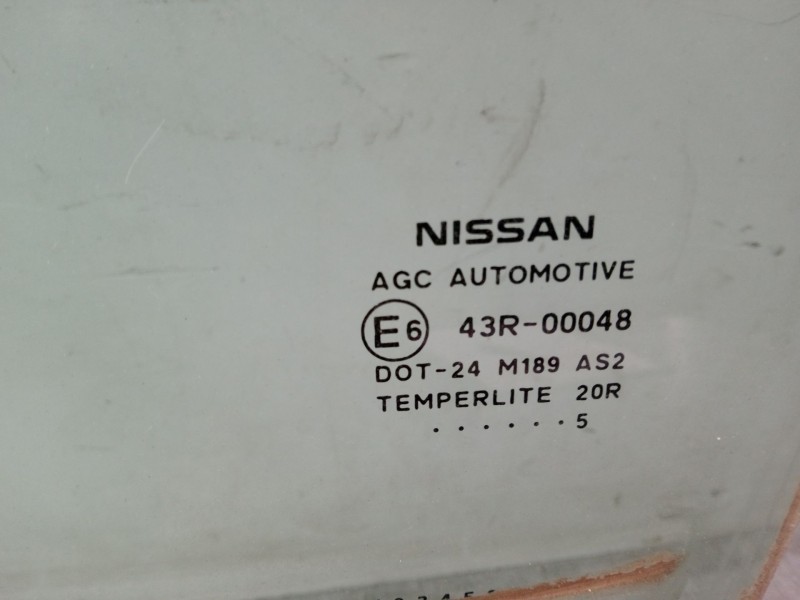 NISSAN
AGC AUTOMOTIVE
E6 43R-00048
DOT-24 M189 AS2
TEMPERLITE 20R
. . . . . . 5